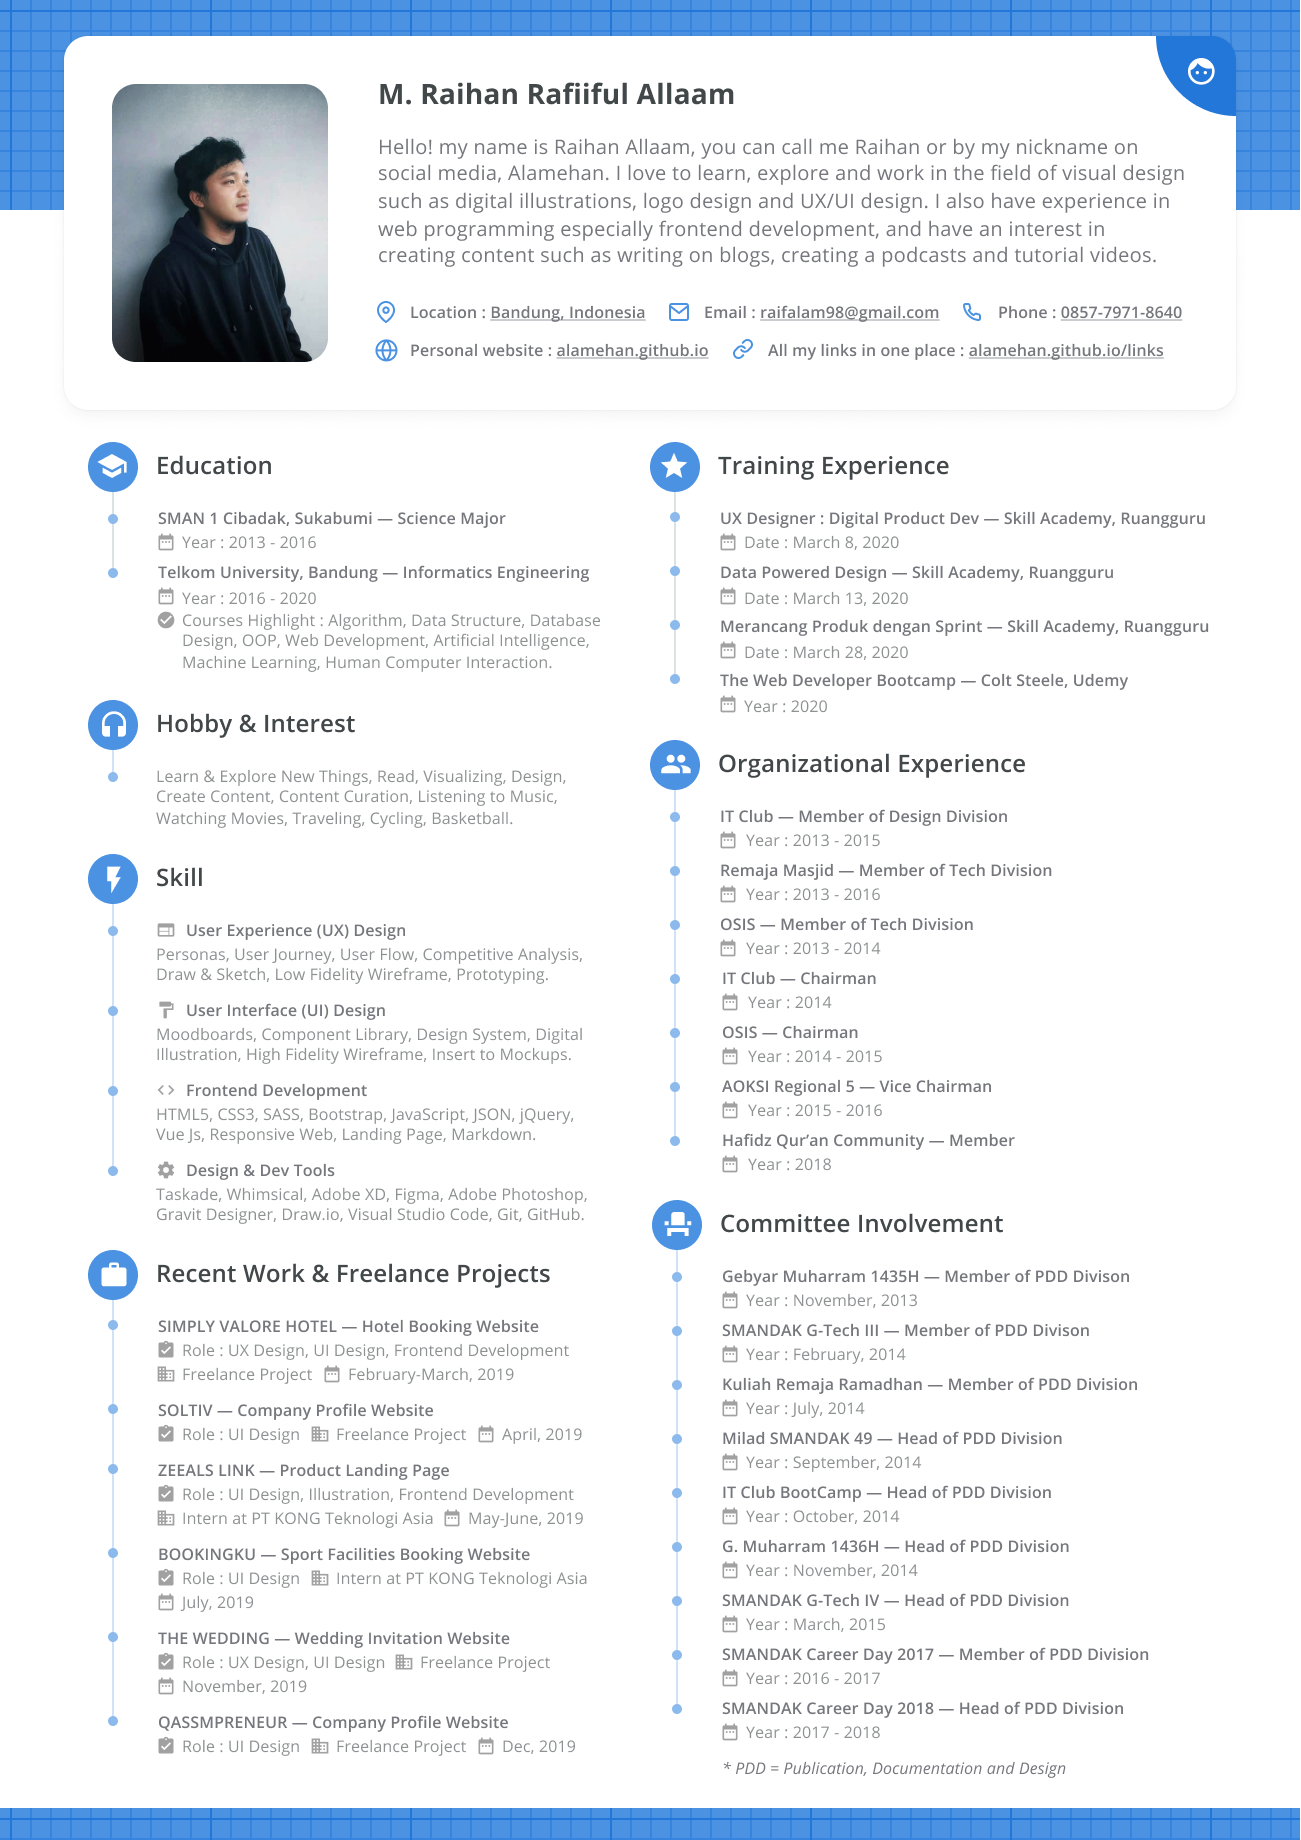 M. Raihan Rafiiful Allaam
Hello! my name is Raihan Allaam, you can call me Raihan or by my nickname on
social media, Alamehan. I love to learn, explore and work in the field of visual design
such as digital illustrations, logo design and UX/UI design. I also have experience in
web programming especially frontend development, and have an interest in
creating content such as writing on blogs, creating a podcasts and tutorial videos.
Location : Bandung, Indonesia Email : raifalam98@gmail.com Phone : 0857-7971-8640
Personal website : alamehan.github.io All my links in one place : alamehan.github.io/links
Education
SMAN 1 Cibadak, Sukabumi — Science Major
Year : 2013 - 2016
Telkom University, Bandung — Informatics Engineering
Year : 2016 - 2020
Courses Highlight : Algorithm, Data Structure, Database
Design, OOP, Web Development, Artificial Intelligence,
Machine Learning, Human Computer Interaction.
Hobby & Interest
Learn & Explore New Things, Read, Visualizing, Design,
Create Content, Content Curation, Listening to Music,
Watching Movies, Traveling, Cycling, Basketball.
Skill
User Experience (UX) Design
Personas, User Journey, User Flow, Competitive Analysis,
Draw & Sketch, Low Fidelity Wireframe, Prototyping.
User Interface (UI) Design
Moodboards, Component Library, Design System, Digital
Illustration, High Fidelity Wireframe, Insert to Mockups.
Frontend Development
HTML5, CSS3, SASS, Bootstrap, JavaScript, JSON, jQuery,
Vue Js, Responsive Web, Landing Page, Markdown.
Design & Dev Tools
Taskade, Whimsical, Adobe XD, Figma, Adobe Photoshop,
Gravit Designer, Draw.io, Visual Studio Code, Git, GitHub.
Recent Work & Freelance Projects
SIMPLY VALORE HOTEL — Hotel Booking Website
Role : UX Design, UI Design, Frontend Development
Freelance Project February-March, 2019
SOLTIV — Company Profile Website
Role : UI Design Freelance Project April, 2019
ZEEALS LINK — Product Landing Page
Role : UI Design, Illustration, Frontend Development
Intern at PT KONG Teknologi Asia May-June, 2019
BOOKINGKU — Sport Facilities Booking Website
Role : UI Design Intern at PT KONG Teknologi Asia
July, 2019
THE WEDDING — Wedding Invitation Website
Role : UX Design, UI Design Freelance Project
November, 2019
QASSMPRENEUR — Company Profile Website
Role : UI Design Freelance Project Dec, 2019
Training Experience
UX Designer : Digital Product Dev — Skill Academy, Ruangguru
Date : March 8, 2020
Data Powered Design — Skill Academy, Ruangguru
Date : March 13, 2020
Merancang Produk dengan Sprint — Skill Academy, Ruangguru
Date : March 28, 2020
The Web Developer Bootcamp — Colt Steele, Udemy
Year : 2020
Organizational Experience
IT Club — Member of Design Division
Year : 2013 - 2015
Remaja Masjid — Member of Tech Division
Year : 2013 - 2016
OSIS — Member of Tech Division
Year : 2013 - 2014
IT Club — Chairman
Year : 2014
OSIS — Chairman
Year : 2014 - 2015
AOKSI Regional 5 — Vice Chairman
Year : 2015 - 2016
Hafidz Qur’an Community — Member
Year : 2018
Committee Involvement
Gebyar Muharram 1435H — Member of PDD Divison
Year : November, 2013
SMANDAK G-Tech III — Member of PDD Divison
Year : February, 2014
Kuliah Remaja Ramadhan — Member of PDD Division
Year : July, 2014
Milad SMANDAK 49 — Head of PDD Division
Year : September, 2014
IT Club BootCamp — Head of PDD Division
Year : October, 2014
G. Muharram 1436H — Head of PDD Division
Year : November, 2014
SMANDAK G-Tech IV — Head of PDD Division
Year : March, 2015
SMANDAK Career Day 2017 — Member of PDD Division
Year : 2016 - 2017
SMANDAK Career Day 2018 — Head of PDD Division
Year : 2017 - 2018
* PDD = Publication, Documentation and Design